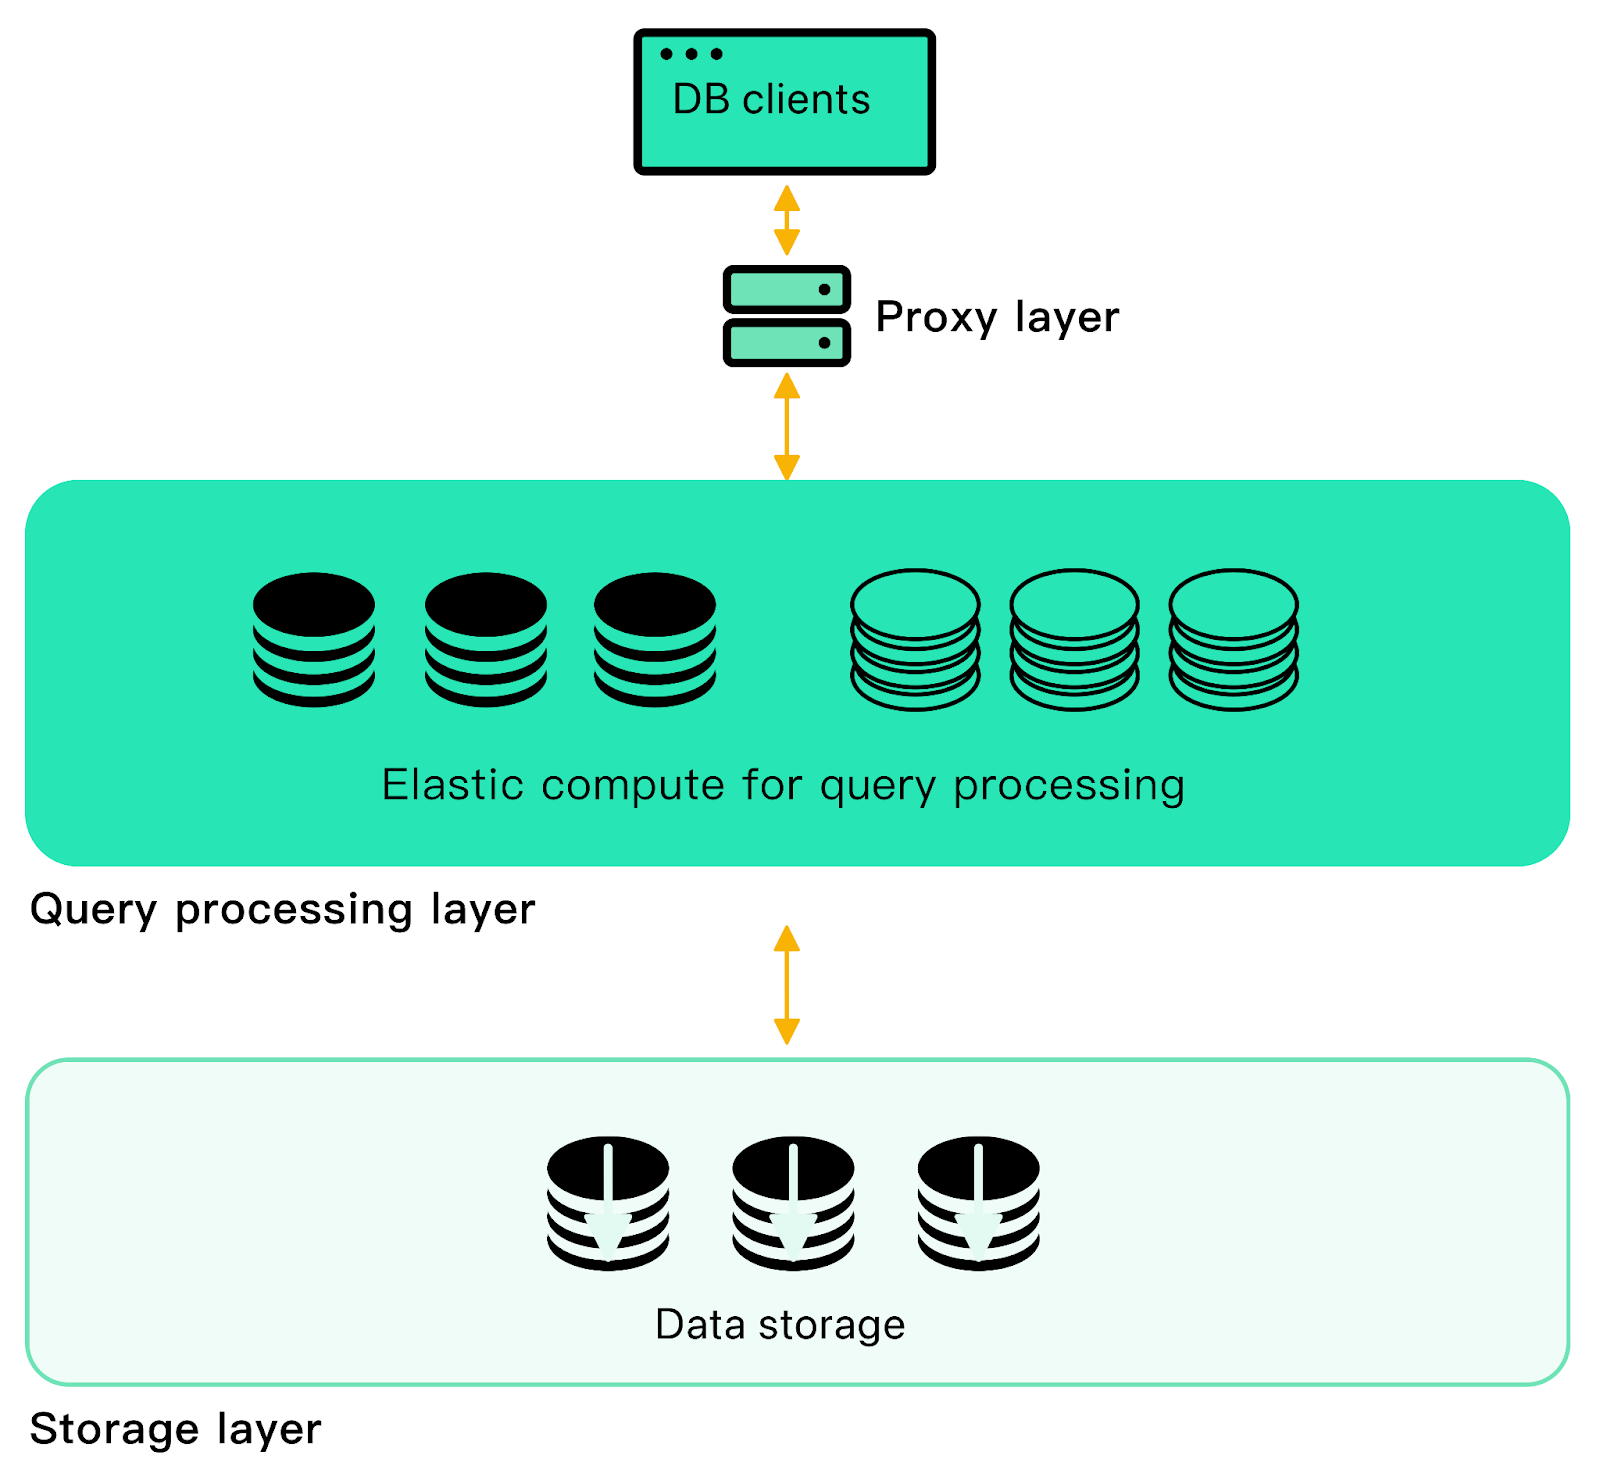 DB clients
Proxy layer
Elastic compute for query processing
Query processing layer
Data storage
Storage layer